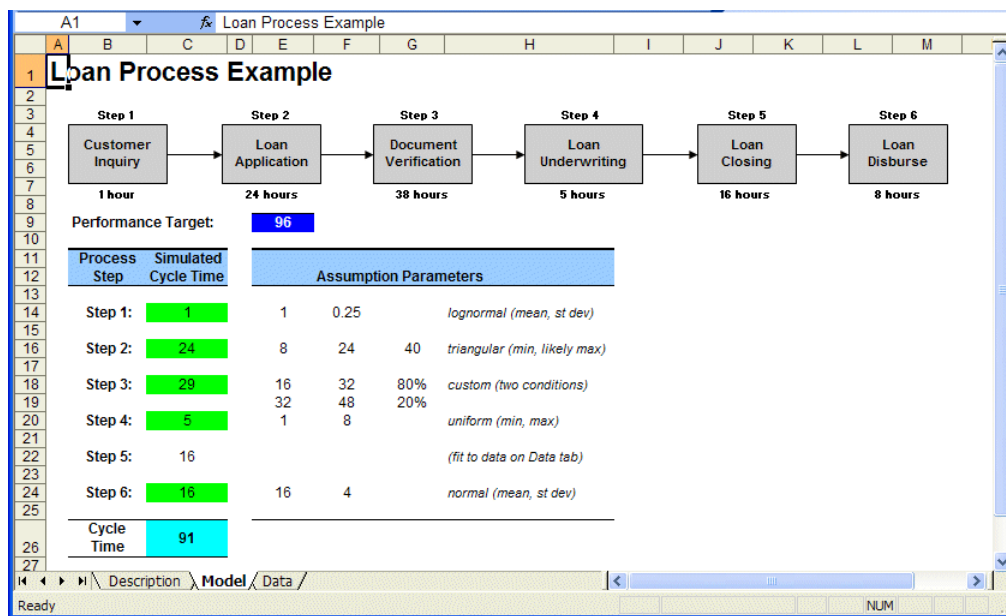 A1 fx Loan Process Example
A B C D E F G H I J K L M
1 Loan Process Example
2
3 Step 1 Step 2 Step 3 Step 4 Step 5 Step 6
4 Customer Loan Document Loan Loan Loan
5 Inquiry Application Verification Underwriting Closing Disburse
6
7 1 hour 24 hours 38 hours 5 hours 16 hours 8 hours
8
9 Performance Target: 96
10
11 Process Simulated
12 Step Cycle Time Assumption Parameters
13
14 Step 1: 1 1 0.25 lognormal (mean, st dev)
15
16 Step 2: 24 8 24 40 triangular (min, likely max)
17
18 Step 3: 29 16 32 80% custom (two conditions)
19 32 48 20%
20 Step 4: 5 1 8 uniform (min, max)
21
22 Step 5: 16 (fit to data on Data tab)
23
24 Step 6: 16 16 4 normal (mean, st dev)
25
Cycle
26 Time 91
27
Description Model Data
Ready NUM